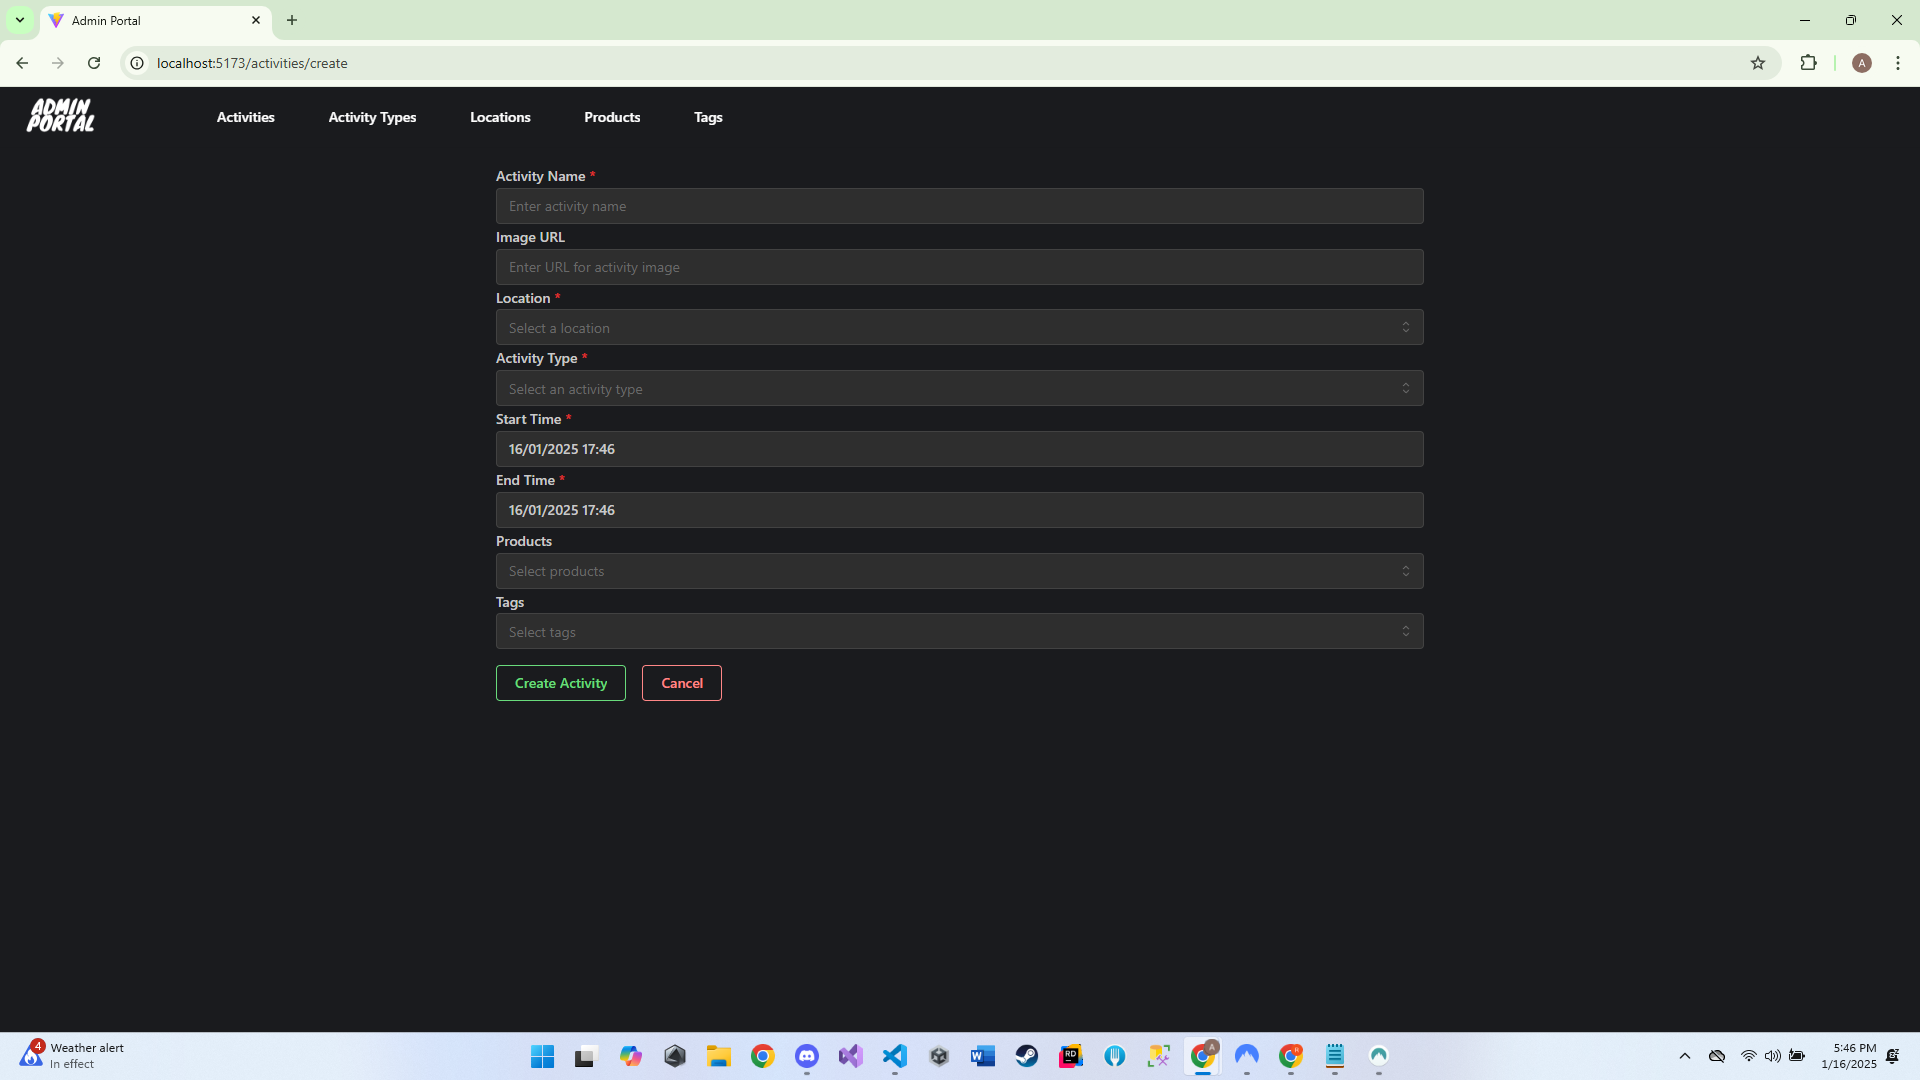 Admin Portal
localhost:5173/activities/create
A
ADMIN
PORTAL
Activities Activity Types Locations Products Tags
Activity Name *
Enter activity name
Image URL
Enter URL for activity image
Location *
Select a location
Activity Type *
Select an activity type
Start Time *
16/01/2025 17:46
End Time *
16/01/2025 17:46
Products
Select products
Tags
Select tags
Create Activity Cancel
4
Weather alert
In effect
RD
A
5:46 PM
1/16/2025